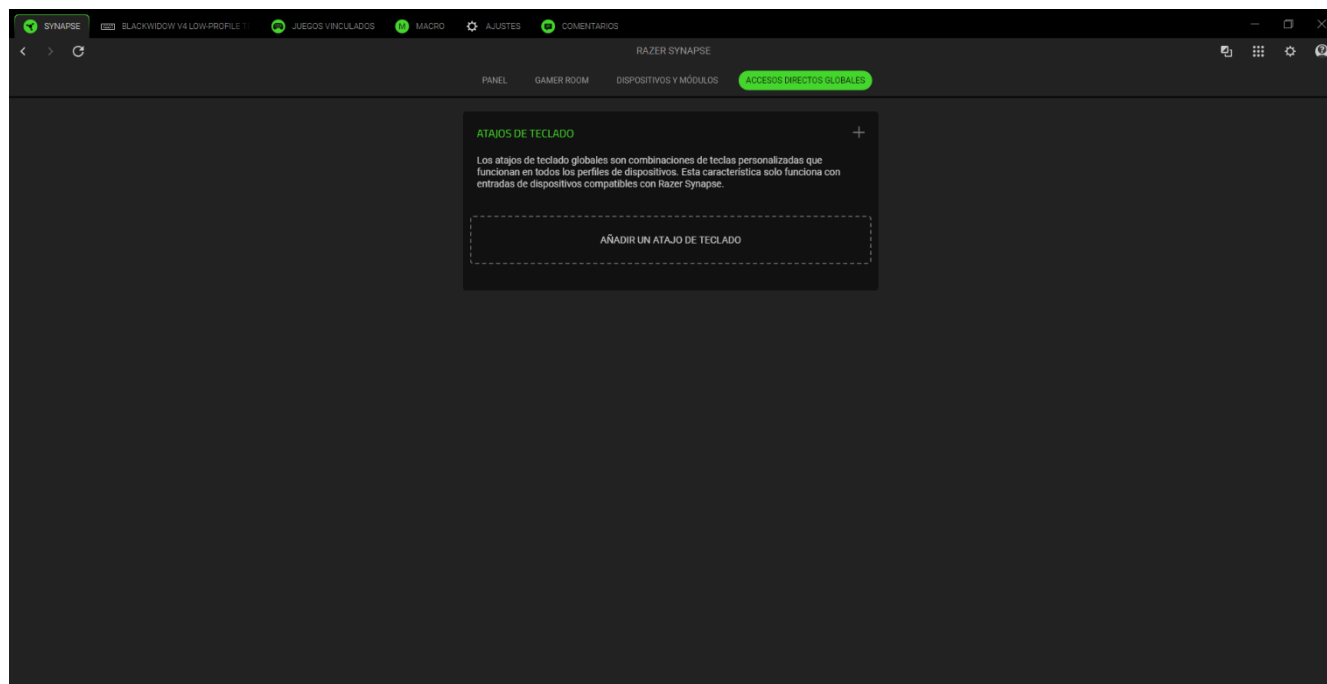 SYNAPSE
BLACKWIDOW V4 LOW-PROFILE
JUEGOS VINCULADOS
M
MACRO
AJUSTES
COMENTARIOS
RAZER SYNAPSE
PANEL
GAMER ROOM
DISPOSITIVOS Y MÓDULOS
ACCESOS DIRECTOS GLOBALES
ATAJOS DE TECLADO
Los atajos de teclado globales son combinaciones de teclas personalizadas que
funcionan en todos los perfiles de dispositivos. Esta característica solo funciona con
entradas de dispositivos compatibles con Razer Synapse.
AÑADIR UN ATAJO DE TECLADO